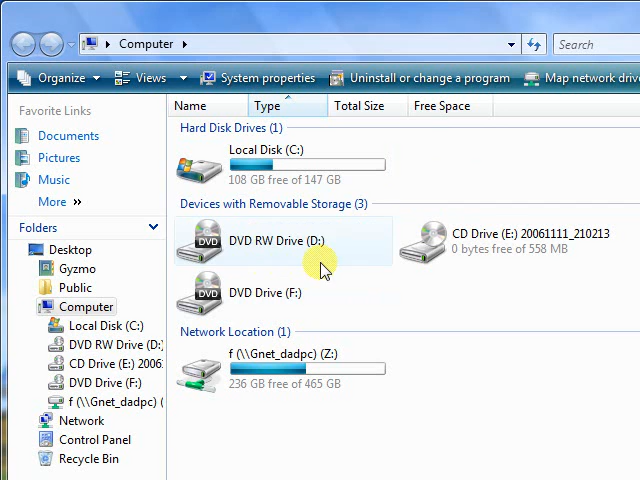 Computer
Search
Organize Views System properties Uninstall or change a program Map network drive
Favorite Links
Documents
Pictures
Music
More »
Folders
Desktop
Gyzmo
Public
Computer
Local Disk (C:)
DVD RW Drive (D:)
CD Drive (E:) 2006
DVD Drive (F:)
f (\\Gnet_dadpc) (
Network
Control Panel
Recycle Bin
Name Type Total Size Free Space
Hard Disk Drives (1)
Local Disk (C:)
108 GB free of 147 GB
Devices with Removable Storage (3)
DVD RW Drive (D:)
DVD
CD Drive (E:) 20061111_210213
0 bytes free of 558 MB
DVD Drive (F:)
DVD
Network Location (1)
f (\\Gnet_dadpc) (Z:)
236 GB free of 465 GB